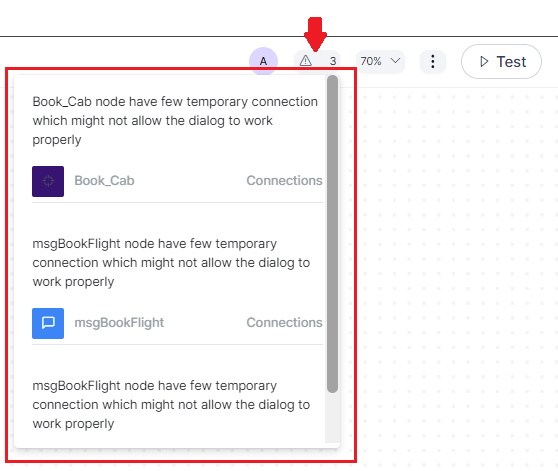 A
3
70%
Test
Book_Cab node have few temporary connection
which might not allow the dialog to work
properly
Book_Cab
Connections
msgBookFlight node have few temporary
connection which might not allow the dialog to
work properly
msgBookFlight
Connections
msgBookFlight node have few temporary
connection which might not allow the dialog to
work properly